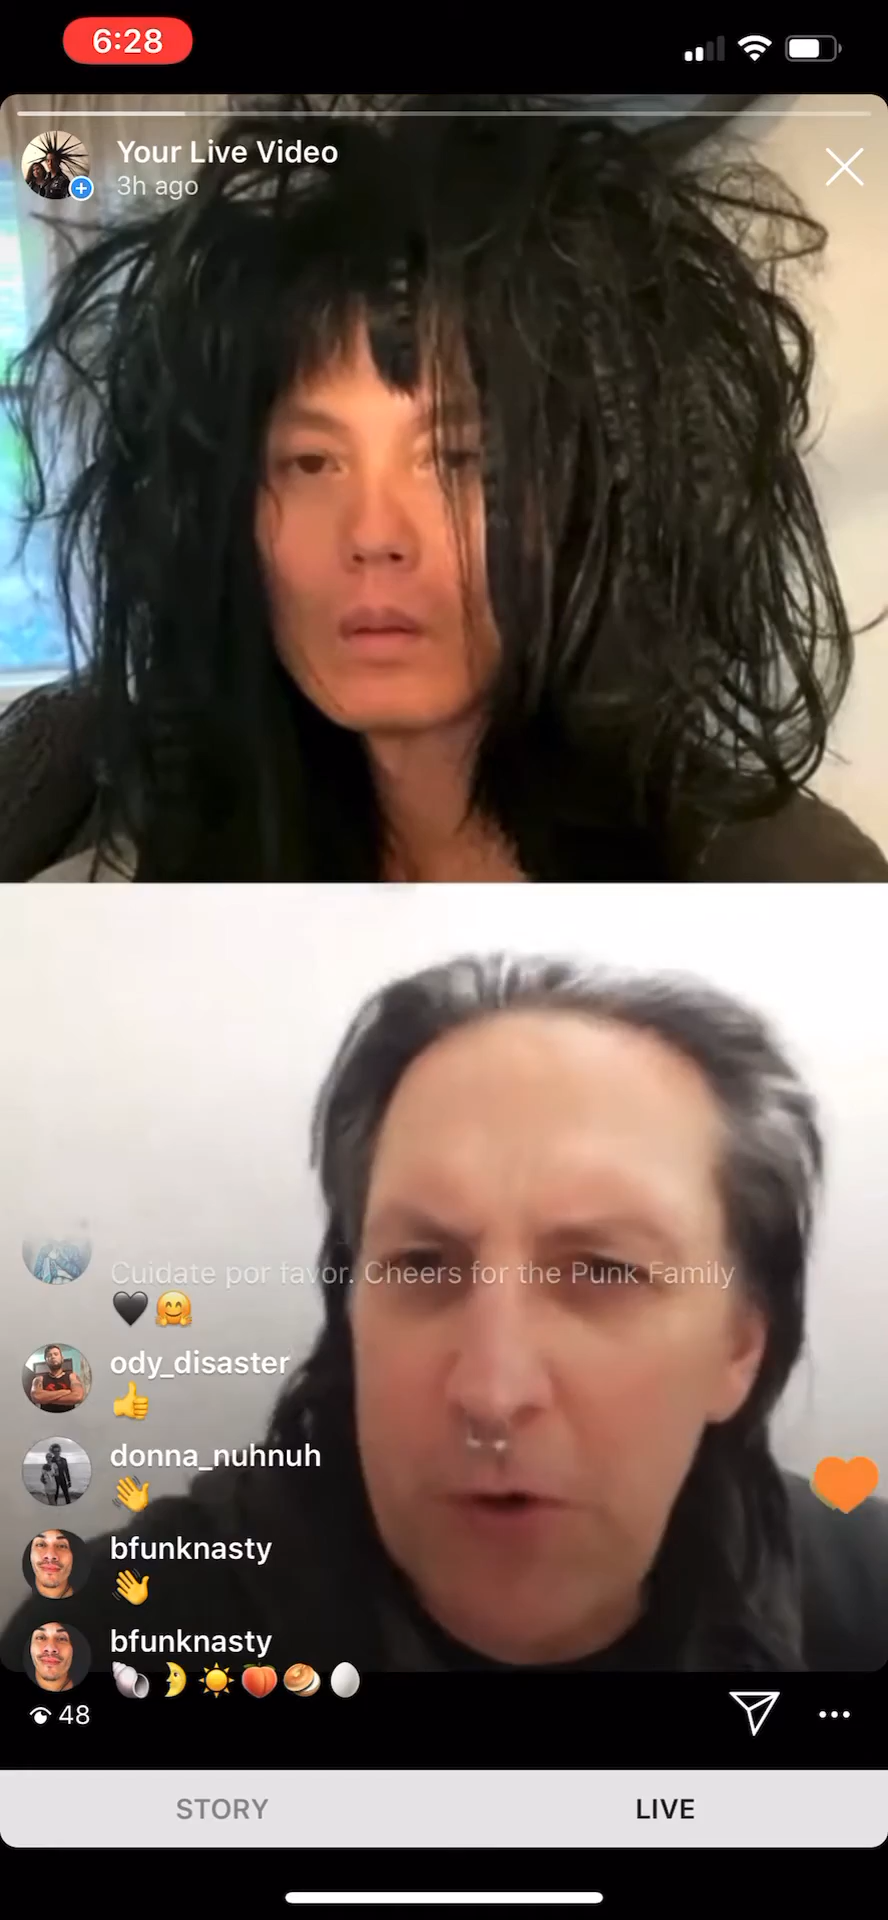 6:28
Your Live Video
3h ago
Cuidate por favor. Cheers for the Punk Family
🖤🤗
ody_disaster
👍
donna_nuhnuh
👋
bfunknasty
👋
bfunknasty
🐚🌛☀️🍑🥯🥚
48
STORY
LIVE